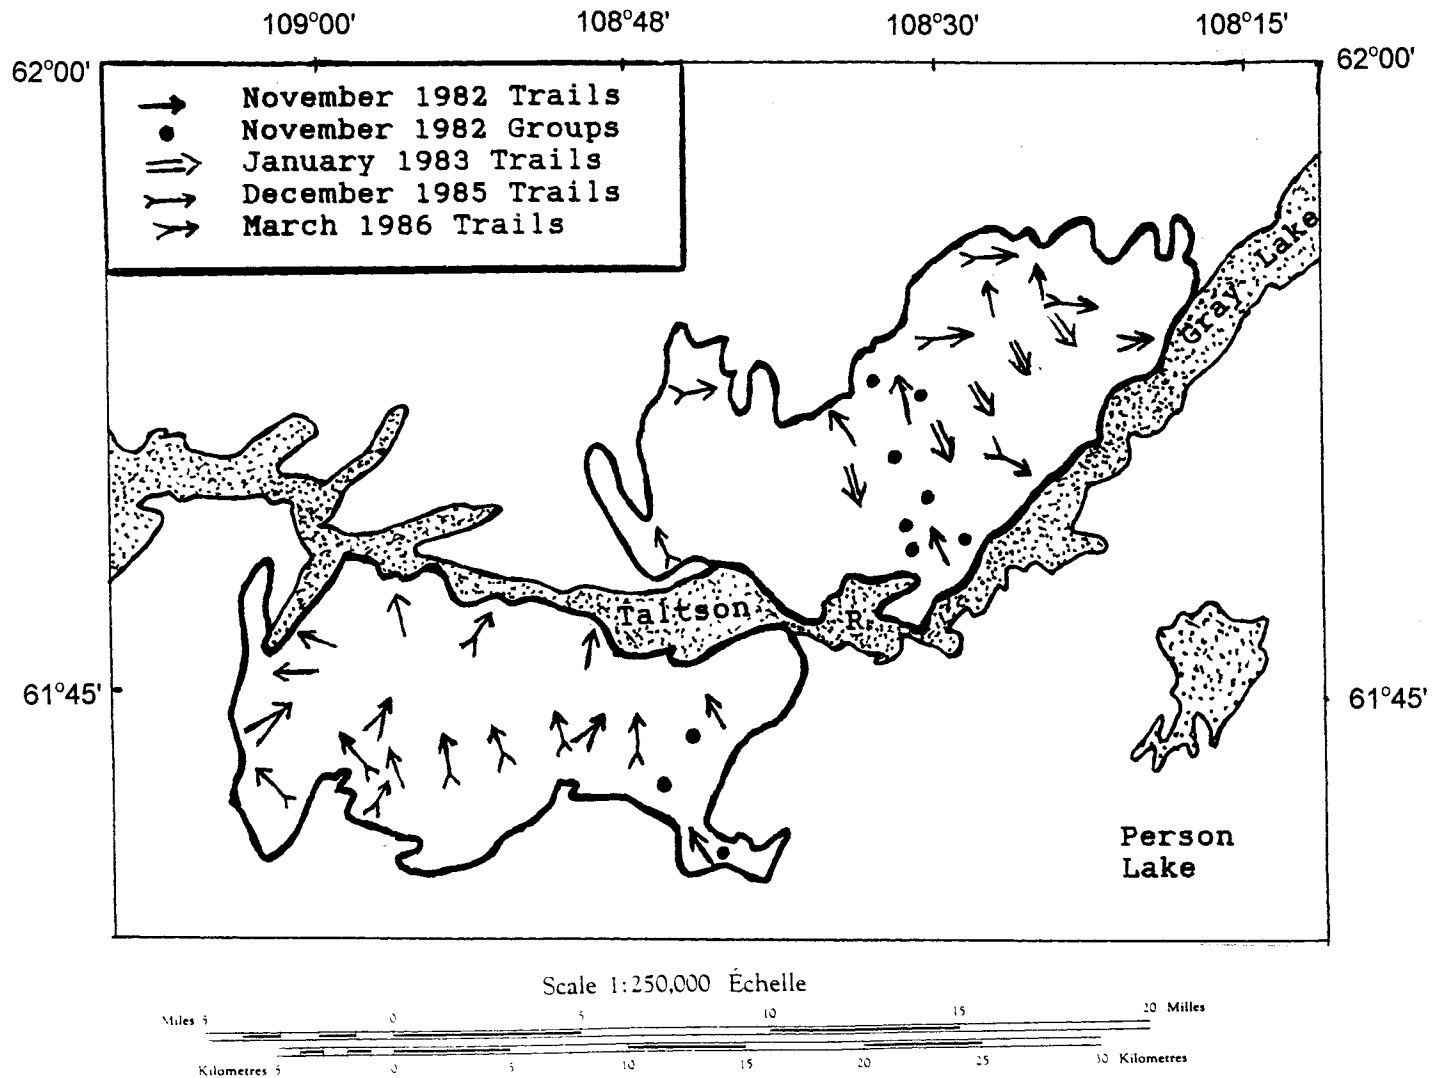 109°00' 108°48' 108°30' 108°15'
62°00' 62°00'
November 1982 Trails
November 1982 Groups
January 1983 Trails
December 1985 Trails
March 1986 Trails
Gray Lake
Taltson R.
61°45' 61°45'
Person
Lake
Scale 1:250,000 Échelle
Miles 5 0 5 10 15 20 Milles
Kilometres 5 0 5 10 15 20 25 30 Kilometres